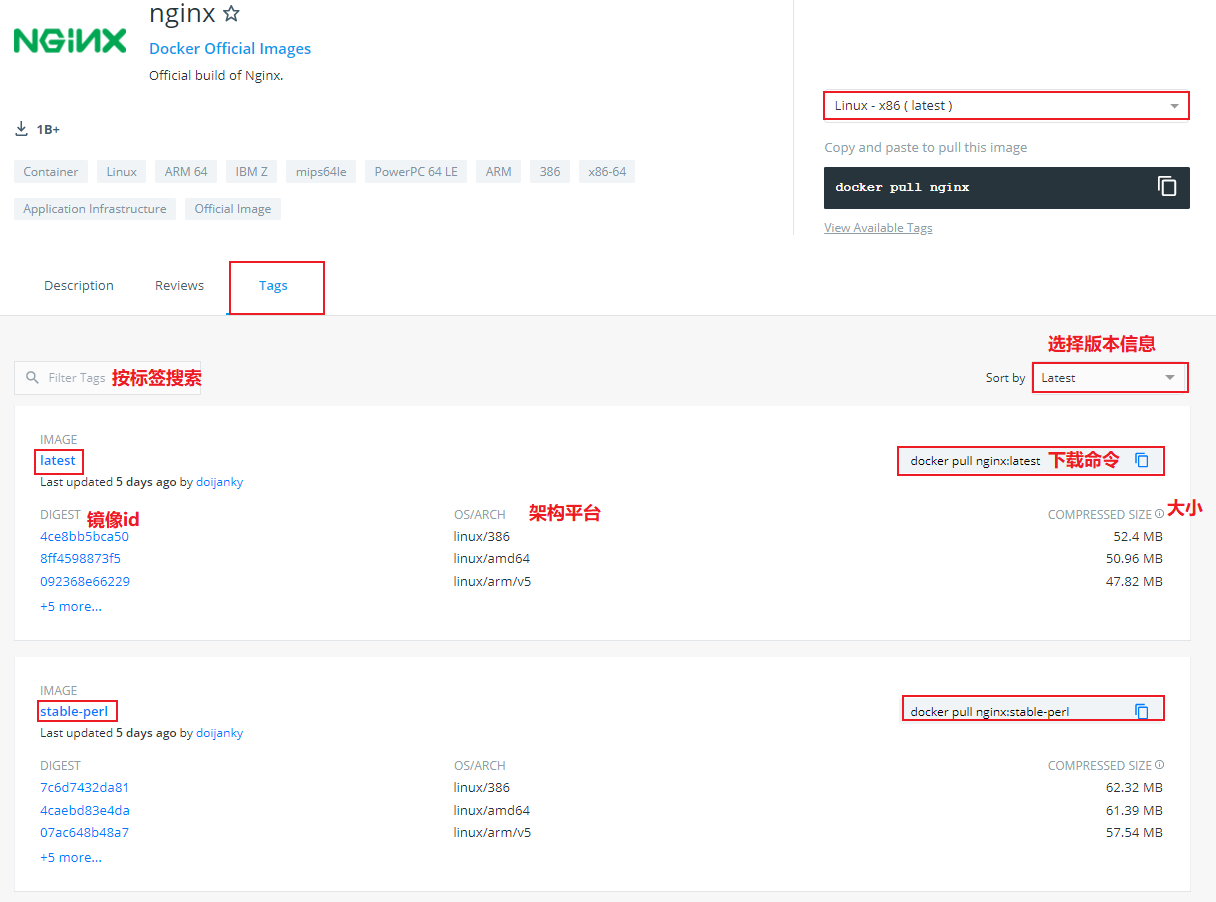 NGINX
nginx
Docker Official Images
Official build of Nginx.
1B+
Container Linux ARM 64 IBM Z mips64le PowerPC 64 LE ARM 386 x86-64
Application Infrastructure Official Image
Linux - x86 ( latest )
Copy and paste to pull this image
docker pull nginx
View Available Tags
Description Reviews Tags
选择版本信息
Filter Tags 按标签搜索
Sort by Latest
IMAGE
latest
docker pull nginx:latest 下载命令
Last updated 5 days ago by doijanky
DIGEST 镜像id OS/ARCH 架构平台 COMPRESSED SIZE 大小
4ce8bb5bca50 linux/386 52.4 MB
8ff4598873f5 linux/amd64 50.96 MB
092368e66229 linux/arm/v5 47.82 MB
+5 more...
IMAGE
stable-perl
docker pull nginx:stable-perl
Last updated 5 days ago by doijanky
DIGEST OS/ARCH COMPRESSED SIZE
7c6d7432da81 linux/386 62.32 MB
4caebd83e4da linux/amd64 61.39 MB
07ac648b48a7 linux/arm/v5 57.54 MB
+5 more...